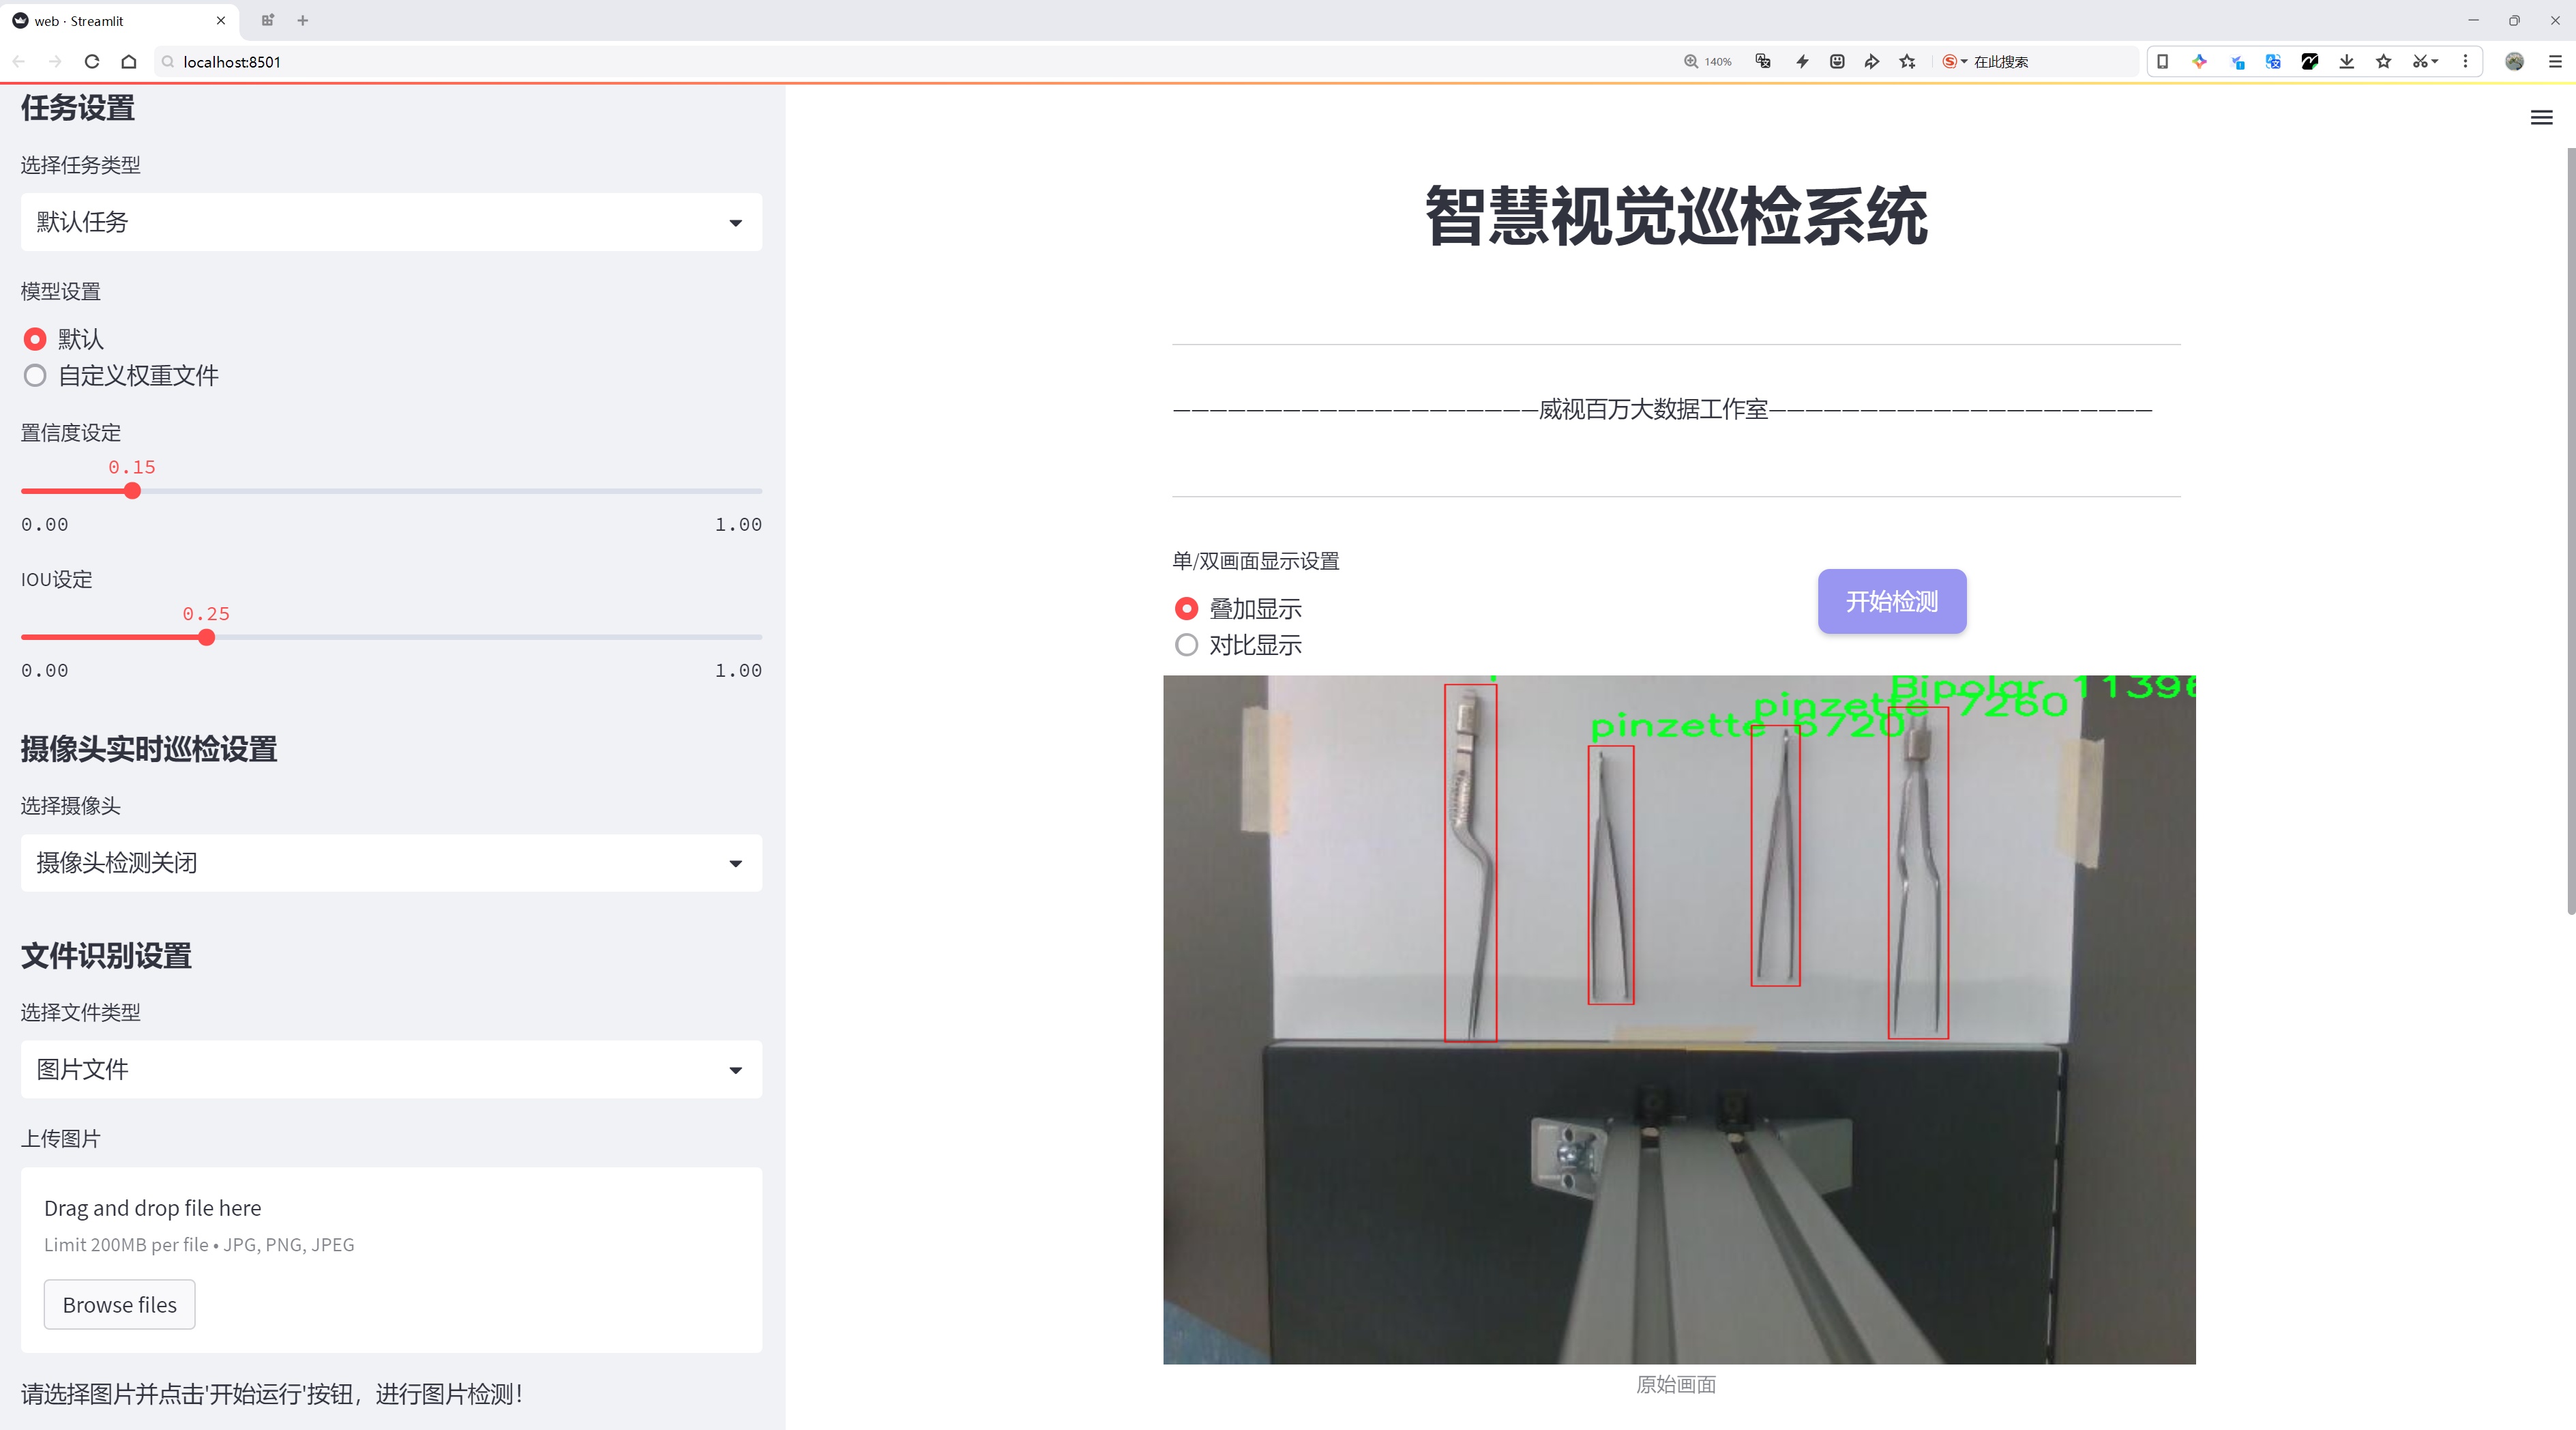 web · Streamlit
localhost:8501
140%
在此搜索
任务设置
选择任务类型
默认任务
模型设置
默认
自定义权重文件
置信度设定
0.15
0.00 1.00
IOU设定
0.25
0.00 1.00
摄像头实时巡检设置
选择摄像头
摄像头检测关闭
文件识别设置
选择文件类型
图片文件
上传图片
Drag and drop file here
Limit 200MB per file • JPG, PNG, JPEG
Browse files
请选择图片并点击'开始运行'按钮，进行图片检测！
智慧视觉巡检系统
—————————————————————威视百万大数据工作室——————————————————————
单/双画面显示设置
叠加显示
对比显示
开始检测
Bipolar 11396
pinzette 7260
pinzette 6720
原始画面